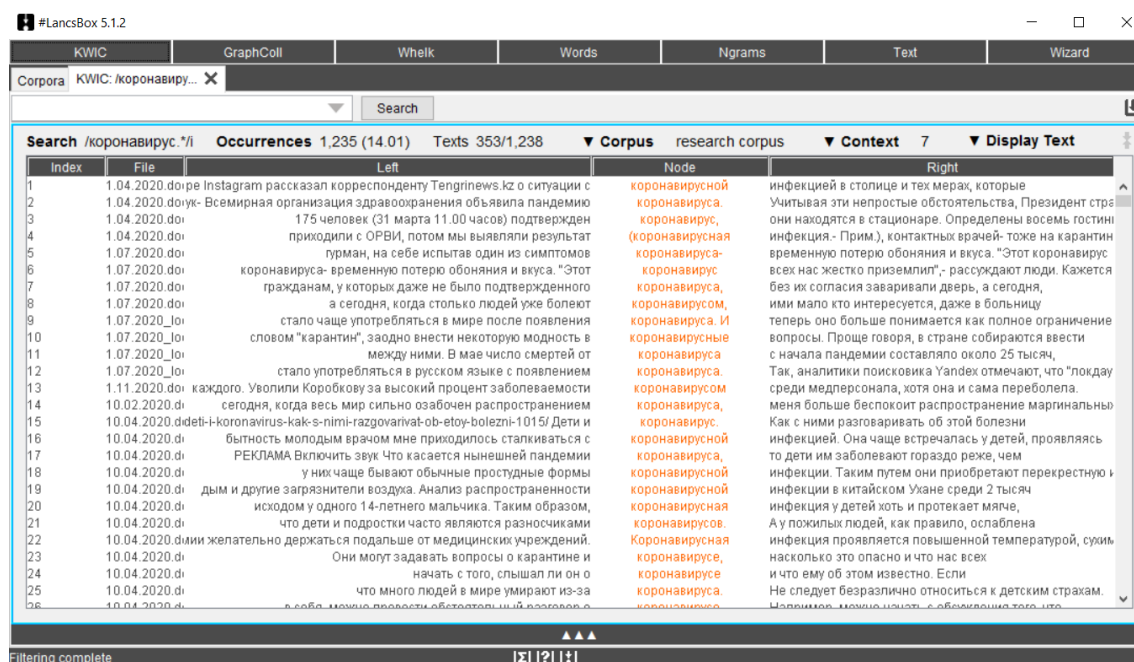 #LancsBox 5.1.2
KWIC GraphColl Whelk Words Ngrams Text Wizard
Corpora KWIC: /коронавиру...
Search
Search /коронавирус.*/i Occurrences 1,235 (14.01) Texts 353/1,238 ▼ Corpus research corpus ▼ Context 7 ▼ Display Text
Index File Left Node Right
1 1.04.2020.do ре Instagram рассказал корреспонденту Tengrinews.kz о ситуации с коронавирусной инфекцией в столице и тех мерах, которые
2 1.04.2020.do ук- Всемирная организация здравоохранения объявила пандемию коронавируса. Учитывая эти непростые обстоятельства, Президент стра
3 1.04.2020.do 175 человек (31 марта 11.00 часов) подтвержден коронавирус, они находятся в стационаре. Определены восемь гостин
4 1.04.2020.do приходили с ОРВИ, потом мы выявляли результат (коронавирусная инфекция.- Прим.), контактных врачей- тоже на карантин
5 1.07.2020.do гурман, на себе испытав один из симптомов коронавируса- временную потерю обоняния и вкуса. "Этот коронавирус
6 1.07.2020.do коронавируса- временную потерю обоняния и вкуса. "Этот коронавирус всех нас жестко приземлил",- рассуждают люди. Кажется
7 1.07.2020.do гражданам, у которых даже не было подтвержденного коронавируса, без их согласия заваривали дверь, а сегодня,
8 1.07.2020.do а сегодня, когда столько людей уже болеют коронавирусом, ими мало кто интересуется, даже в больницу
9 1.07.2020_lo стало чаще употребляться в мире после появления коронавируса. И теперь оно больше понимается как полное ограничение
10 1.07.2020_lo словом "карантин", заодно внести некоторую модность в коронавирусные вопросы. Проще говоря, в стране собираются ввести
11 1.07.2020_lo между ними. В мае число смертей от коронавируса с начала пандемии составляло около 25 тысяч,
12 1.07.2020_lo стало употребляться в русском языке с появлением коронавируса. Так, аналитики поисковика Yandex отмечают, что "локдау
13 1.11.2020.do каждого. Уволили Коробкову за высокий процент заболеваемости коронавирусом среди медперсонала, хотя она и сама переболела.
14 10.02.2020.d сегодня, когда весь мир сильно озабочен распространением коронавируса, меня больше беспокоит распространение маргинальны
15 10.04.2020.d deti-i-koronavirus-kak-s-nimi-razgovarivat-ob-etoy-bolezni-1015/ Дети и коронавирус. Как с ними разговаривать об этой болезни
16 10.04.2020.d бытность молодым врачом мне приходилось сталкиваться с коронавирусной инфекцией. Она чаще встречалась у детей, проявляясь
17 10.04.2020.d РЕКЛАМА Включить звук Что касается нынешней пандемии коронавируса, то дети им заболевают гораздо реже, чем
18 10.04.2020.d у них чаще бывают обычные простудные формы коронавирусной инфекции. Таким путем они приобретают перекрестную
19 10.04.2020.d дым и другие загрязнители воздуха. Анализ распространенности коронавирусной инфекции в китайском Ухане среди 2 тысяч
20 10.04.2020.d исходом у одного 14-летнего мальчика. Таким образом, коронавирусная инфекция у детей хоть и протекает мягче,
21 10.04.2020.d что дети и подростки часто являются разносчиками коронавирусов. А у пожилых людей, как правило, ослаблена
22 10.04.2020.d мии желательно держаться подальше от медицинских учреждений. Коронавирусная инфекция проявляется повышенной температурой, сухим
23 10.04.2020.d Они могут задавать вопросы о карантине и коронавирусе, насколько это опасно и что нас всех
24 10.04.2020.d начать с того, слышал ли он о коронавирусе и что ему об этом известно. Если
25 10.04.2020.d что много людей в мире умирают из-за коронавируса. Не следует безразлично относиться к детским страхам.
26 10.04.2020.d в себя, можно провести обстоятельный разговор о коронавирусе. Например, можно начать с обсуждения того, что
▲▲▲
Filtering complete |Σ| |?| |‡|